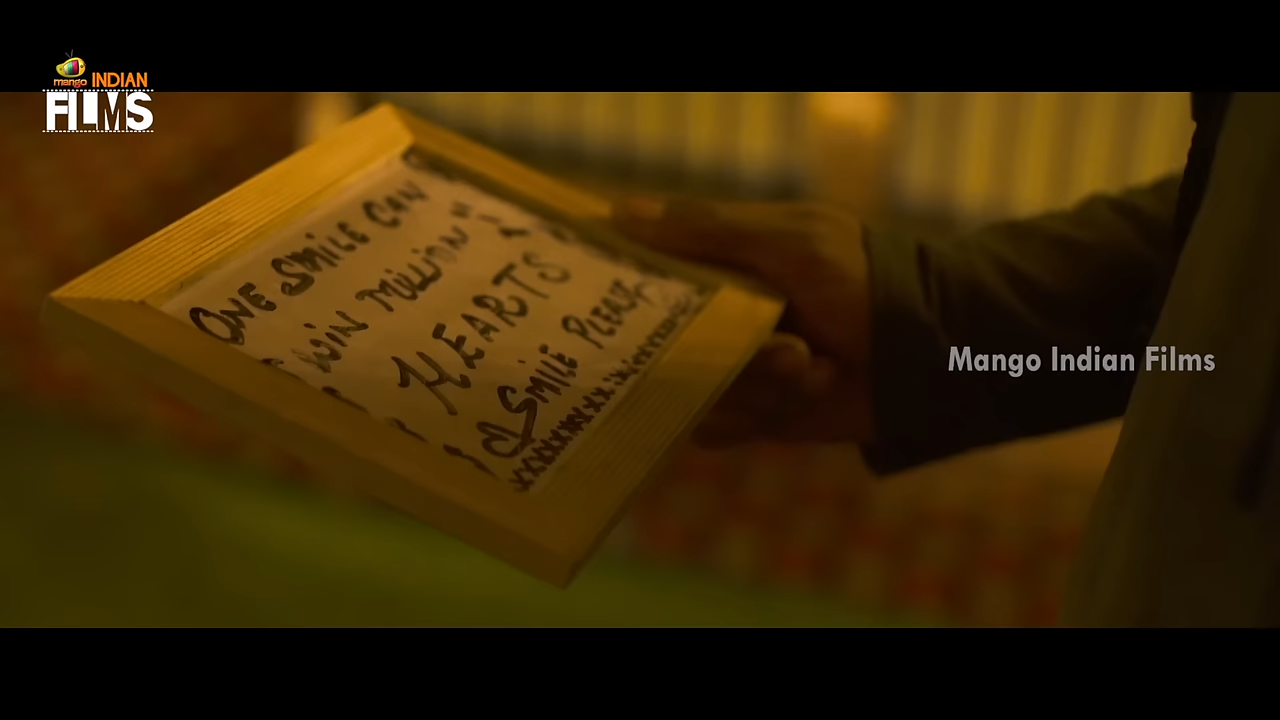 mango INDIAN
FILMS
ONE SMILE CAN
WIN MILLION
HEARTS
SMILE PLEASE
Mango Indian Films